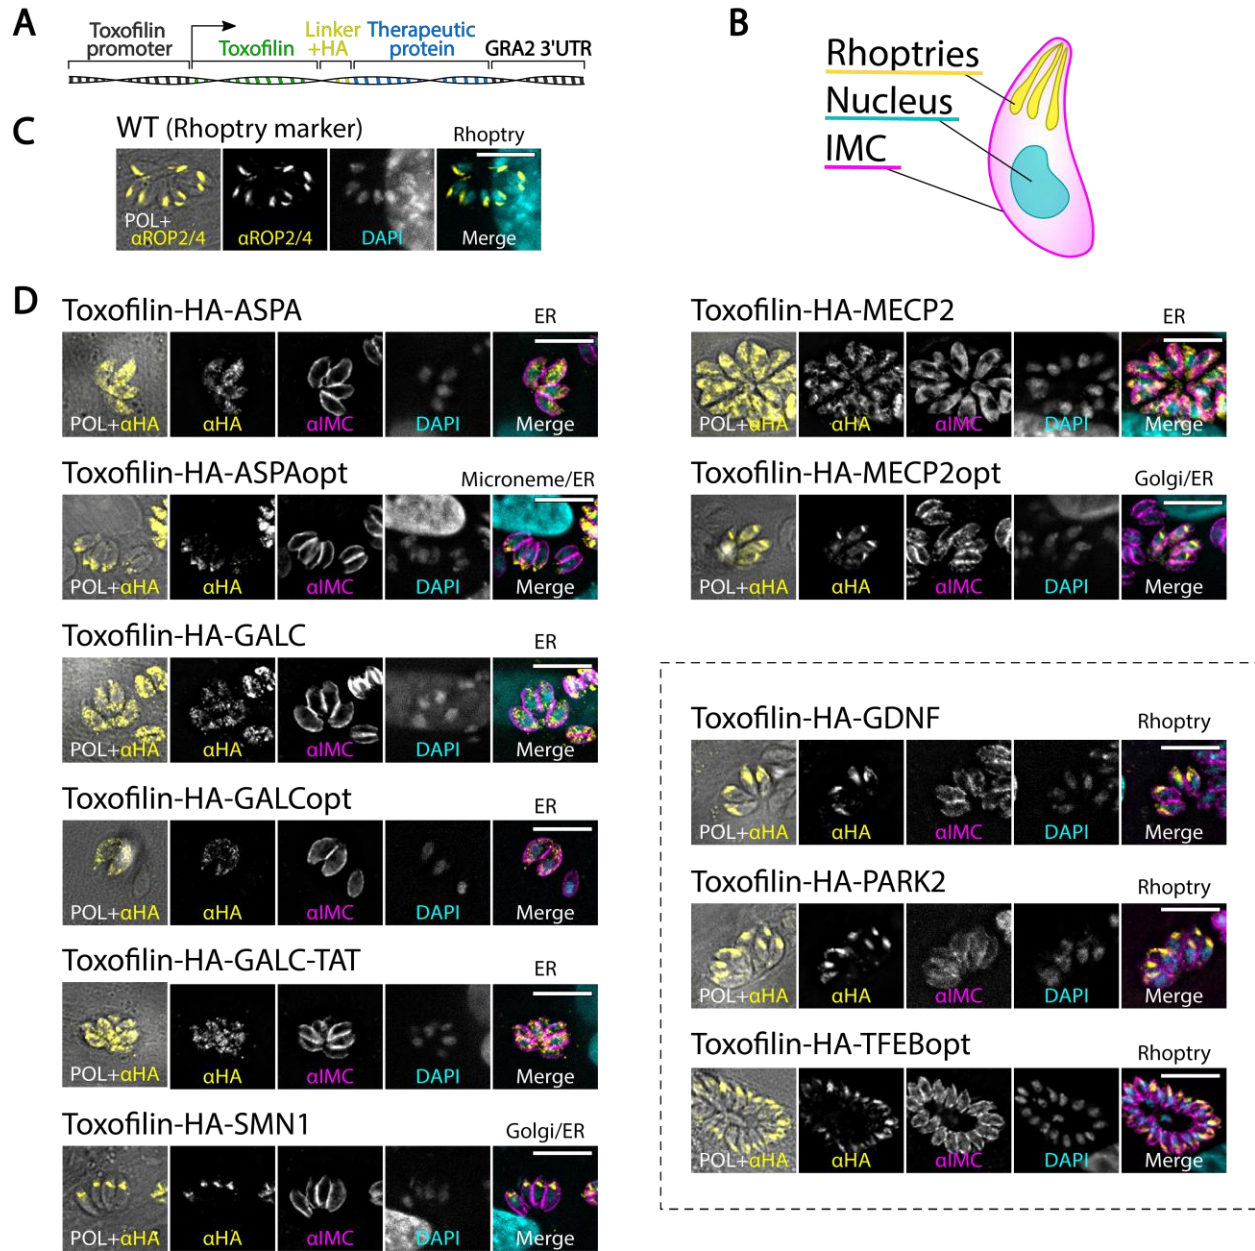 A
Toxofilin
promoter
Toxofilin
Linker
+HA
Therapeutic
protein
GRA2 3'UTR
B
Rhoptries
Nucleus
IMC
C
WT (Rhoptry marker)
Rhoptry
POL+
αROP2/4
αROP2/4
DAPI
Merge
D
Toxofilin-HA-ASPA
ER
POL+αHA
αHA
αIMC
DAPI
Merge
Toxofilin-HA-ASPAopt
Microneme/ER
POL+αHA
αHA
αIMC
DAPI
Merge
Toxofilin-HA-GALC
ER
POL+αHA
αHA
αIMC
DAPI
Merge
Toxofilin-HA-GALCopt
ER
POL+αHA
αHA
αIMC
DAPI
Merge
Toxofilin-HA-GALC-TAT
ER
POL+αHA
αHA
αIMC
DAPI
Merge
Toxofilin-HA-SMN1
Golgi/ER
POL+αHA
αHA
αIMC
DAPI
Merge
Toxofilin-HA-MECP2
ER
POL+αHA
αHA
αIMC
DAPI
Merge
Toxofilin-HA-MECP2opt
Golgi/ER
POL+αHA
αHA
αIMC
DAPI
Merge
Toxofilin-HA-GDNF
Rhoptry
POL+αHA
αHA
αIMC
DAPI
Merge
Toxofilin-HA-PARK2
Rhoptry
POL+αHA
αHA
αIMC
DAPI
Merge
Toxofilin-HA-TFEBopt
Rhoptry
POL+αHA
αHA
αIMC
DAPI
Merge